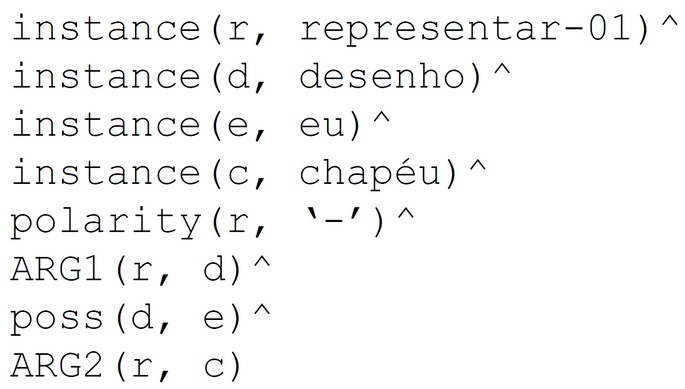 instance(r, representar-01)^
instance(d, desenho)^
instance(e, eu)^
instance(c, chapéu)^
polarity(r, ‘-’)^
ARG1(r, d)^
poss(d, e)^
ARG2(r, c)